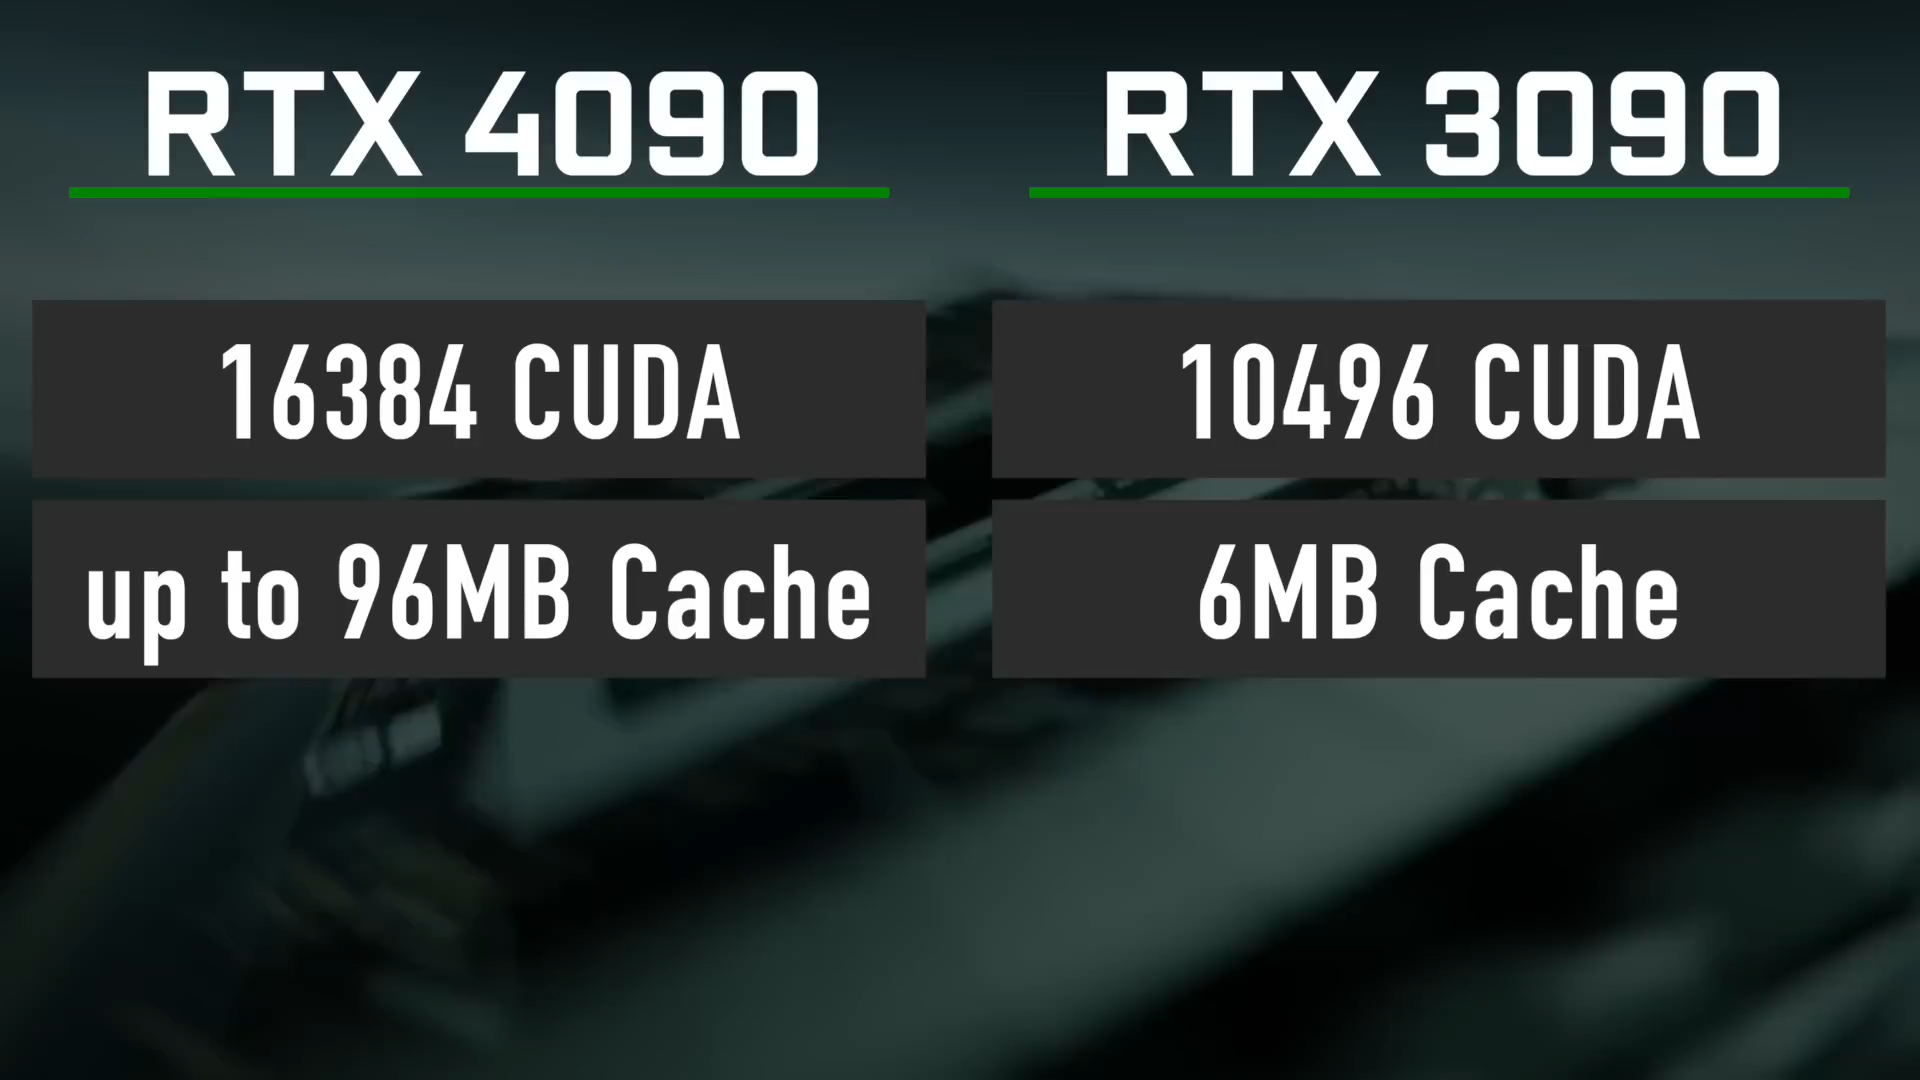 RTX 4090
RTX 3090
16384 CUDA
10496 CUDA
up to 96MB Cache
6MB Cache